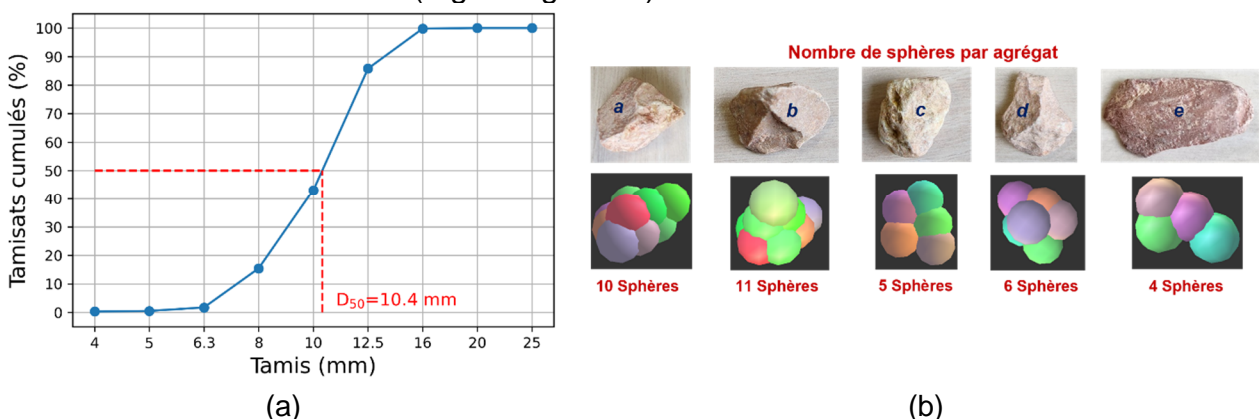 100
90
80
70
60
50
40
30
20
10
0
Tamisats cumulés (%)
D50=10.4 mm
4 5 6.3 8 10 12.5 16 20 25
Tamis (mm)
(a)
Nombre de sphères par agrégat
a b c d e
10 Sphères 11 Sphères 5 Sphères 6 Sphères 4 Sphères
(b)